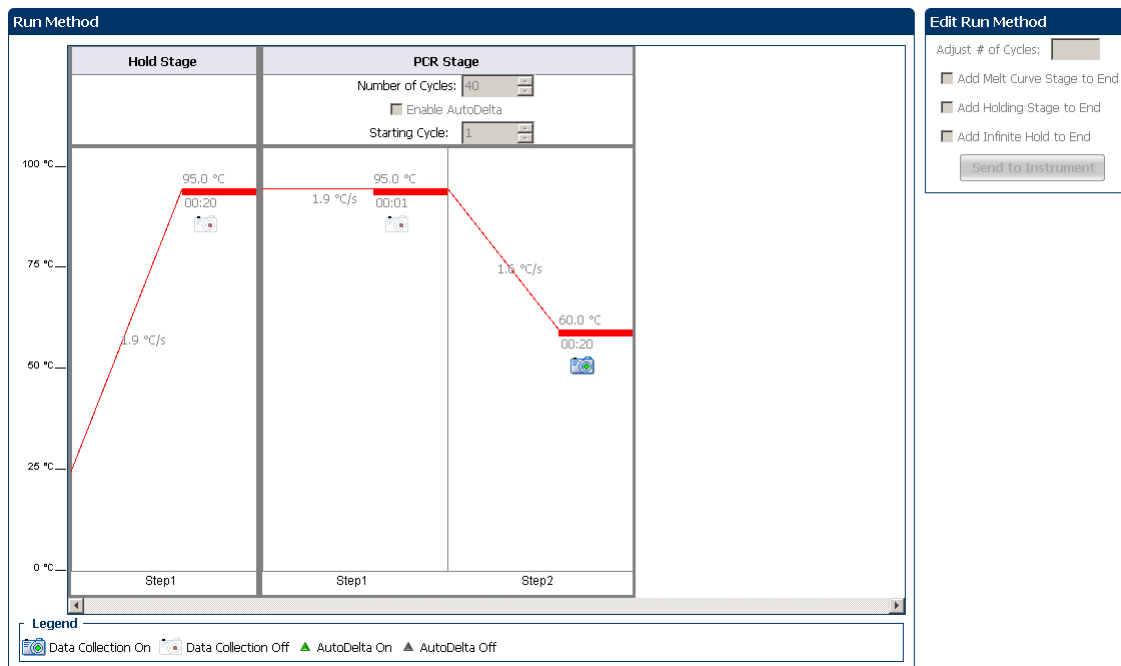 Run Method
Edit Run Method
Hold Stage
PCR Stage
Adjust # of Cycles:
Number of Cycles: 40
Add Melt Curve Stage to End
Enable AutoDelta
Add Holding Stage to End
Starting Cycle: 1
Add Infinite Hold to End
Send to Instrument
100 °C
95.0 °C
95.0 °C
00:20
1.9 °C/s
00:01
75 °C
1.6 °C/s
60.0 °C
1.9 °C/s
00:20
50 °C
25 °C
0 °C
Step1
Step1
Step2
Legend
Data Collection On
Data Collection Off
AutoDelta On
AutoDelta Off